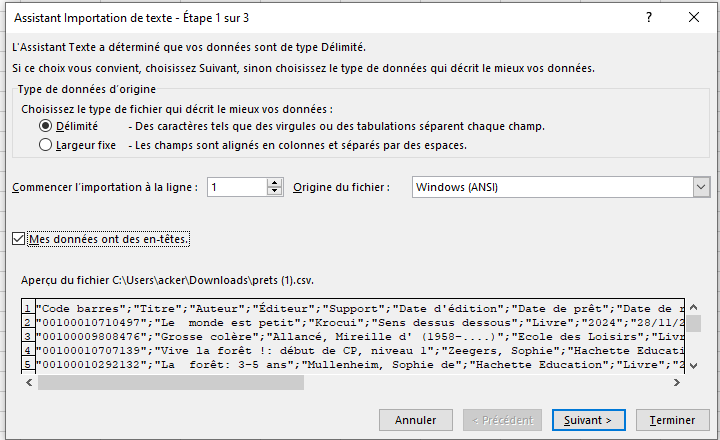 Assistant Importation de texte - Étape 1 sur 3
L'Assistant Texte a déterminé que vos données sont de type Délimité.
Si ce choix vous convient, choisissez Suivant, sinon choisissez le type de données qui décrit le mieux vos données.
Type de données d'origine
Choisissez le type de fichier qui décrit le mieux vos données :
Délimité - Des caractères tels que des virgules ou des tabulations séparent chaque champ.
Largeur fixe - Les champs sont alignés en colonnes et séparés par des espaces.
Commencer l'importation à la ligne : 1 Origine du fichier : Windows (ANSI)
Mes données ont des en-têtes.
Aperçu du fichier C:\Users\acker\Downloads\prets (1).csv.
1 "Code barres";"Titre";"Auteur";"Éditeur";"Support";"Date d'édition";"Date de prêt";"Date de r
2 "00100010710497";"Le  monde est petit";"Krocui";"Sens dessus dessous";"Livre";"2024";"28/11/2
3 "00100009808476";"Grosse colère";"Allancé, Mireille d' (1958-....)";"Ecole des Loisirs";"Livr
4 "00100010707139";"Vive la forêt !: début de CP, niveau 1";"Zeegers, Sophie";"Hachette Educati
5 "00100010292132";"La  forêt: 3-5 ans";"Mullenheim, Sophie de";"Hachette Education";"Livre";"2
Annuler < Précédent Suivant > Terminer